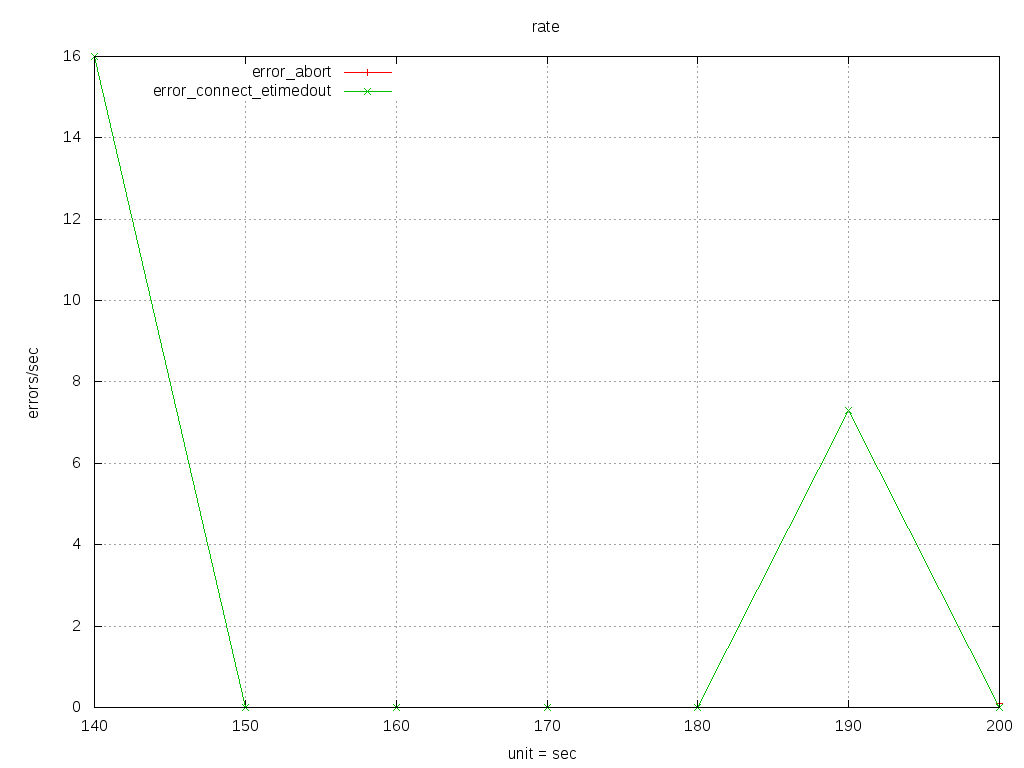 rate
errors/sec
16
14
12
10
8
6
4
2
0
error_abort
error_connect_etimedout
140 150 160 170 180 190 200
unit = sec